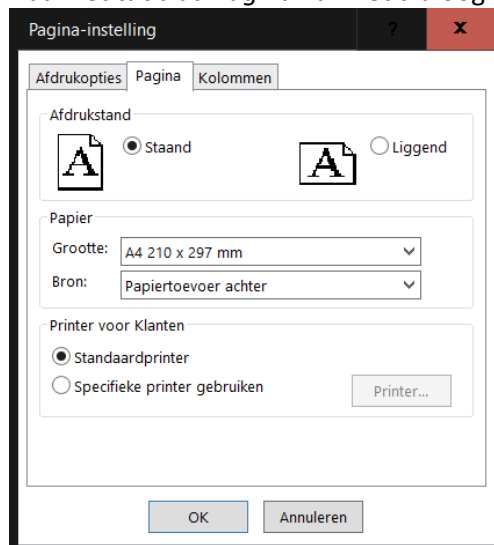 Pagina-instelling
?
x
Afdrukopties Pagina Kolommen
Afdrukstand
A Staand A Liggend
Papier
Grootte: A4 210 x 297 mm
Bron: Papiertoevoer achter
Printer voor Klanten
Standaardprinter
Specifieke printer gebruiken Printer...
OK Annuleren